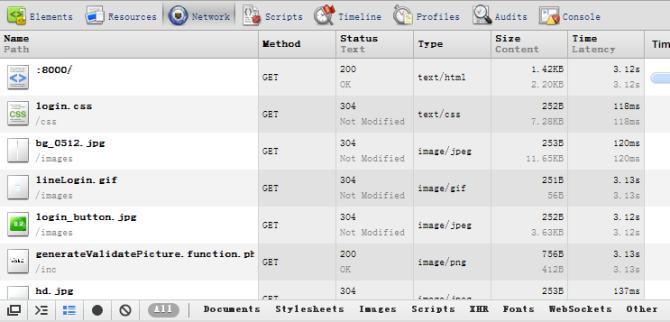 Elements Resources Network Scripts Timeline Profiles Audits Console
Name Method Status Type Size Time
Path Text Content Latency
:8000/ GET 200 text/html 1.42KB 3.12s
OK 2.20KB 3.12s
login.css GET 304 text/css 252B 118ms
/css Not Modified 7.28KB 118ms
bg_0512.jpg GET 304 image/jpeg 253B 120ms
/images Not Modified 11.65KB 120ms
lineLogin.gif GET 304 image/gif 251B 3.13s
/images Not Modified 56B 3.13s
login_button.jpg GET 304 image/jpeg 252B 3.12s
/images Not Modified 3.63KB 3.12s
generateValidatePicture.function.ph GET 200 image/png 756B 3.13s
/inc OK 412B 3.13s
hd.jpg GET 304 image/jpeg 253B 137ms
All Documents Stylesheets Images Scripts XHR Fonts WebSockets Other